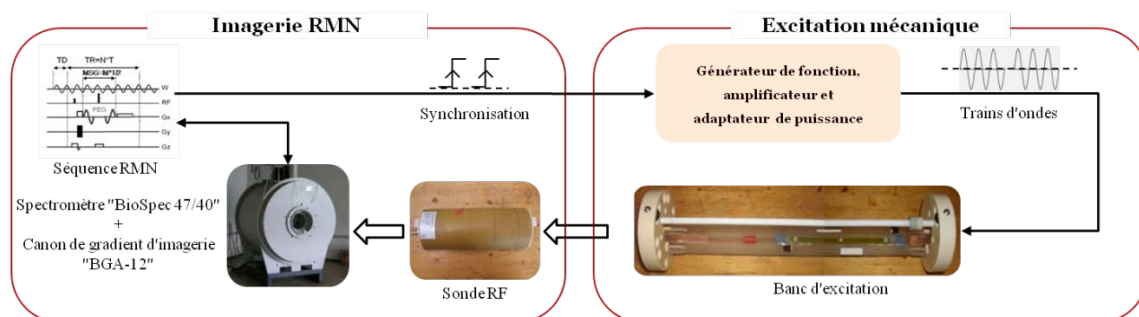 Imagerie RMN
Excitation mécanique
TD
TR=N*T
MSG=M*T/2
W
RF
FEG
Gx
Gy
Gz
Séquence RMN
Synchronisation
Générateur de fonction,
amplificateur et
adaptateur de puissance
Trains d'ondes
Spectromètre "BioSpec 47/40"
+
Canon de gradient d'imagerie
"BGA-12"
Sonde RF
Banc d'excitation